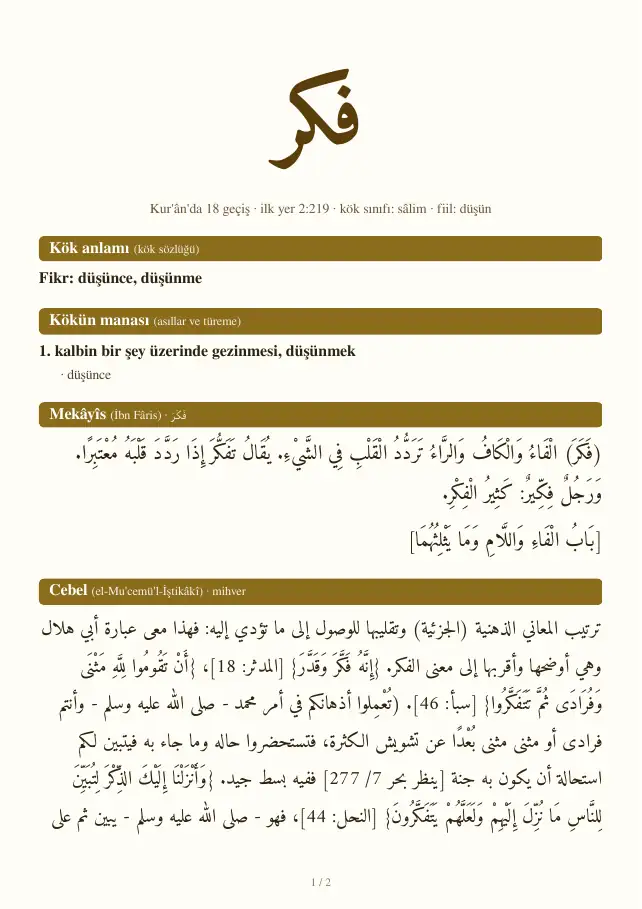 فكر
Kur'ân'da 18 geçiş · ilk yer 2:219 · kök sınıfı: sâlim · fiil: düşün
Kök anlamı (kök sözlüğü)
Fikr: düşünce, düşünme
Kökün manası (asıllar ve türeme)
1. kalbin bir şey üzerinde gezinmesi, düşünmek
· düşünce
Mekâyîs (İbn Fâris) · فَكَرَ
(فَكَرَ) الْفَاءُ وَالْكَافُ وَالرَّاءُ تَرَدُّدُ الْقَلْبِ فِي الشَّيْءِ. يُقَالُ تَفَكَّرَ إِذَا رَدَّدَ قَلْبَهُ مُعْتَبِرًا.
وَرَجُلٌ فِكِّيرٌ: كَثِيرُ الْفِكْرِ.
[بَابُ الْفَاءِ وَاللَّامِ وَمَا يَثْلِثُهُمَا]
Cebel (el-Mu'cemü'l-İştikâkî) · mihver
ترتيب المعاني الذهنية (الجزئية) وتقليبها للوصول إلى ما تؤدي إليه: فهذا معى عبارة أبي هلال
وهي أوضحها وأقربها إلى معنى الفكر. {إِنَّهُ فَكَّرَ وَقَدَّرَ} [المدثر: 18]، {أَنْ تَقُومُوا لِلَّهِ مَثْنَى
وَفُرَادَى ثُمَّ تَتَفَكَّرُوا} [سبأ: 46]. (تُعْمِلوا أذهانكم في أمر محمد - صلى الله عليه وسلم - وأنتم
فرادى أو مثنى مثنى بُعْدًا عن تشويش الكثرة، فتستحضروا حاله وما جاء به فيتبين لكم
استحالة أن يكون به جنة [ينظر بحر 7/ 277] ففيه بسط جيد. {وَأَنْزَلْنَا إِلَيْكَ الذِّكْرَ لِتُبَيِّنَ
لِلنَّاسِ مَا نُزِّلَ إِلَيْهِمْ وَلَعَلَّهُمْ يَتَفَكَّرُونَ} [النحل: 44]، فهو - صلى الله عليه وسلم - يبين ثم على
1 / 2